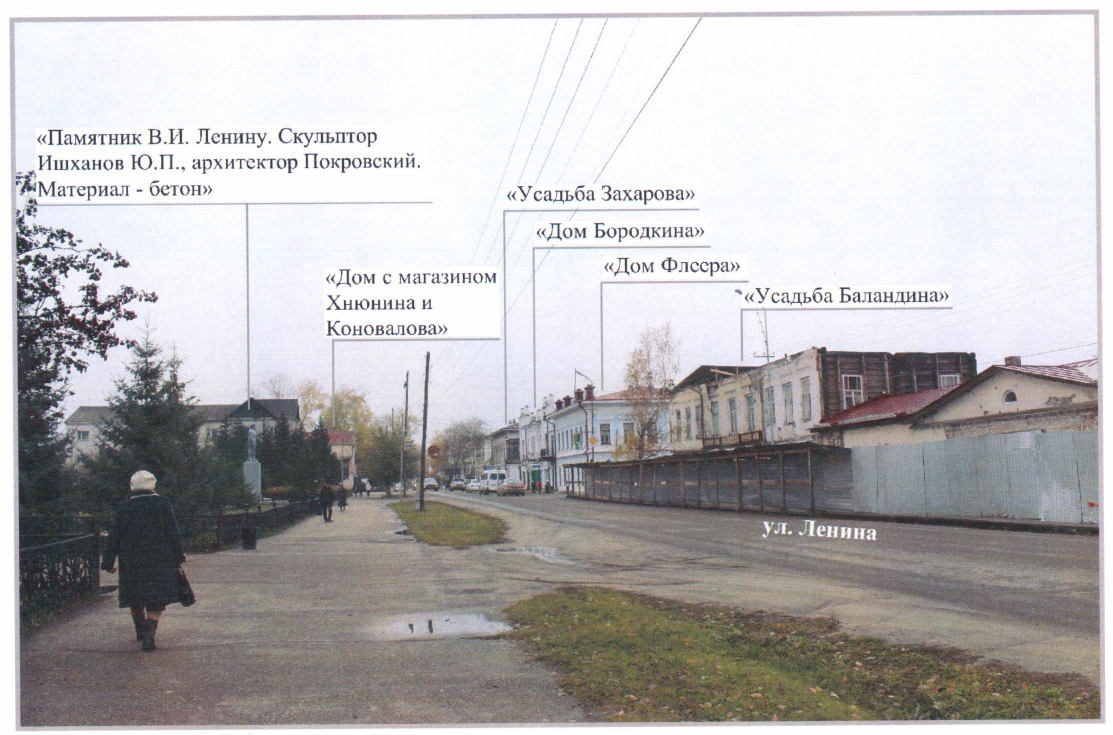 «Памятник В.И. Ленину. Скульптор
Ишханов Ю.П., архитектор Покровский.
Материал - бетон»
«Усадьба Захарова»
«Дом Бородкина»
«Дом Флеера»
«Дом с магазином
Хнюнина и
Коновалова»
«Усадьба Баландина»
ул. Ленина